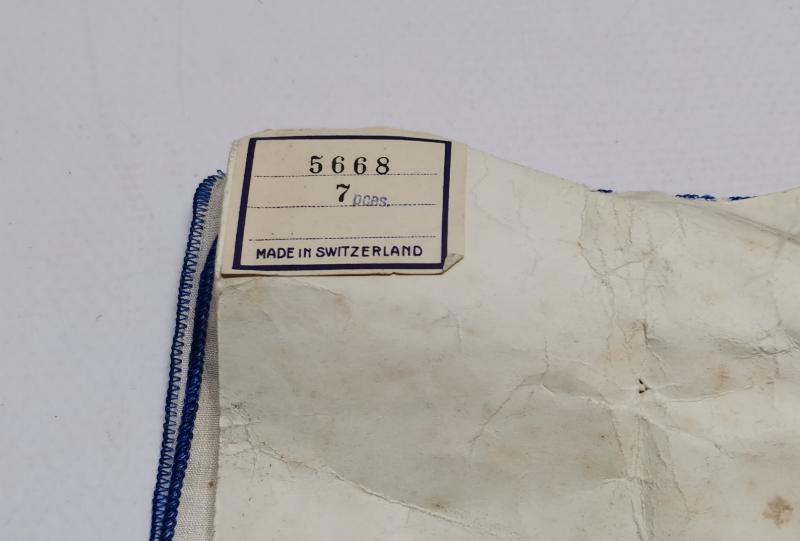 5668
7 pces.
MADE IN SWITZERLAND